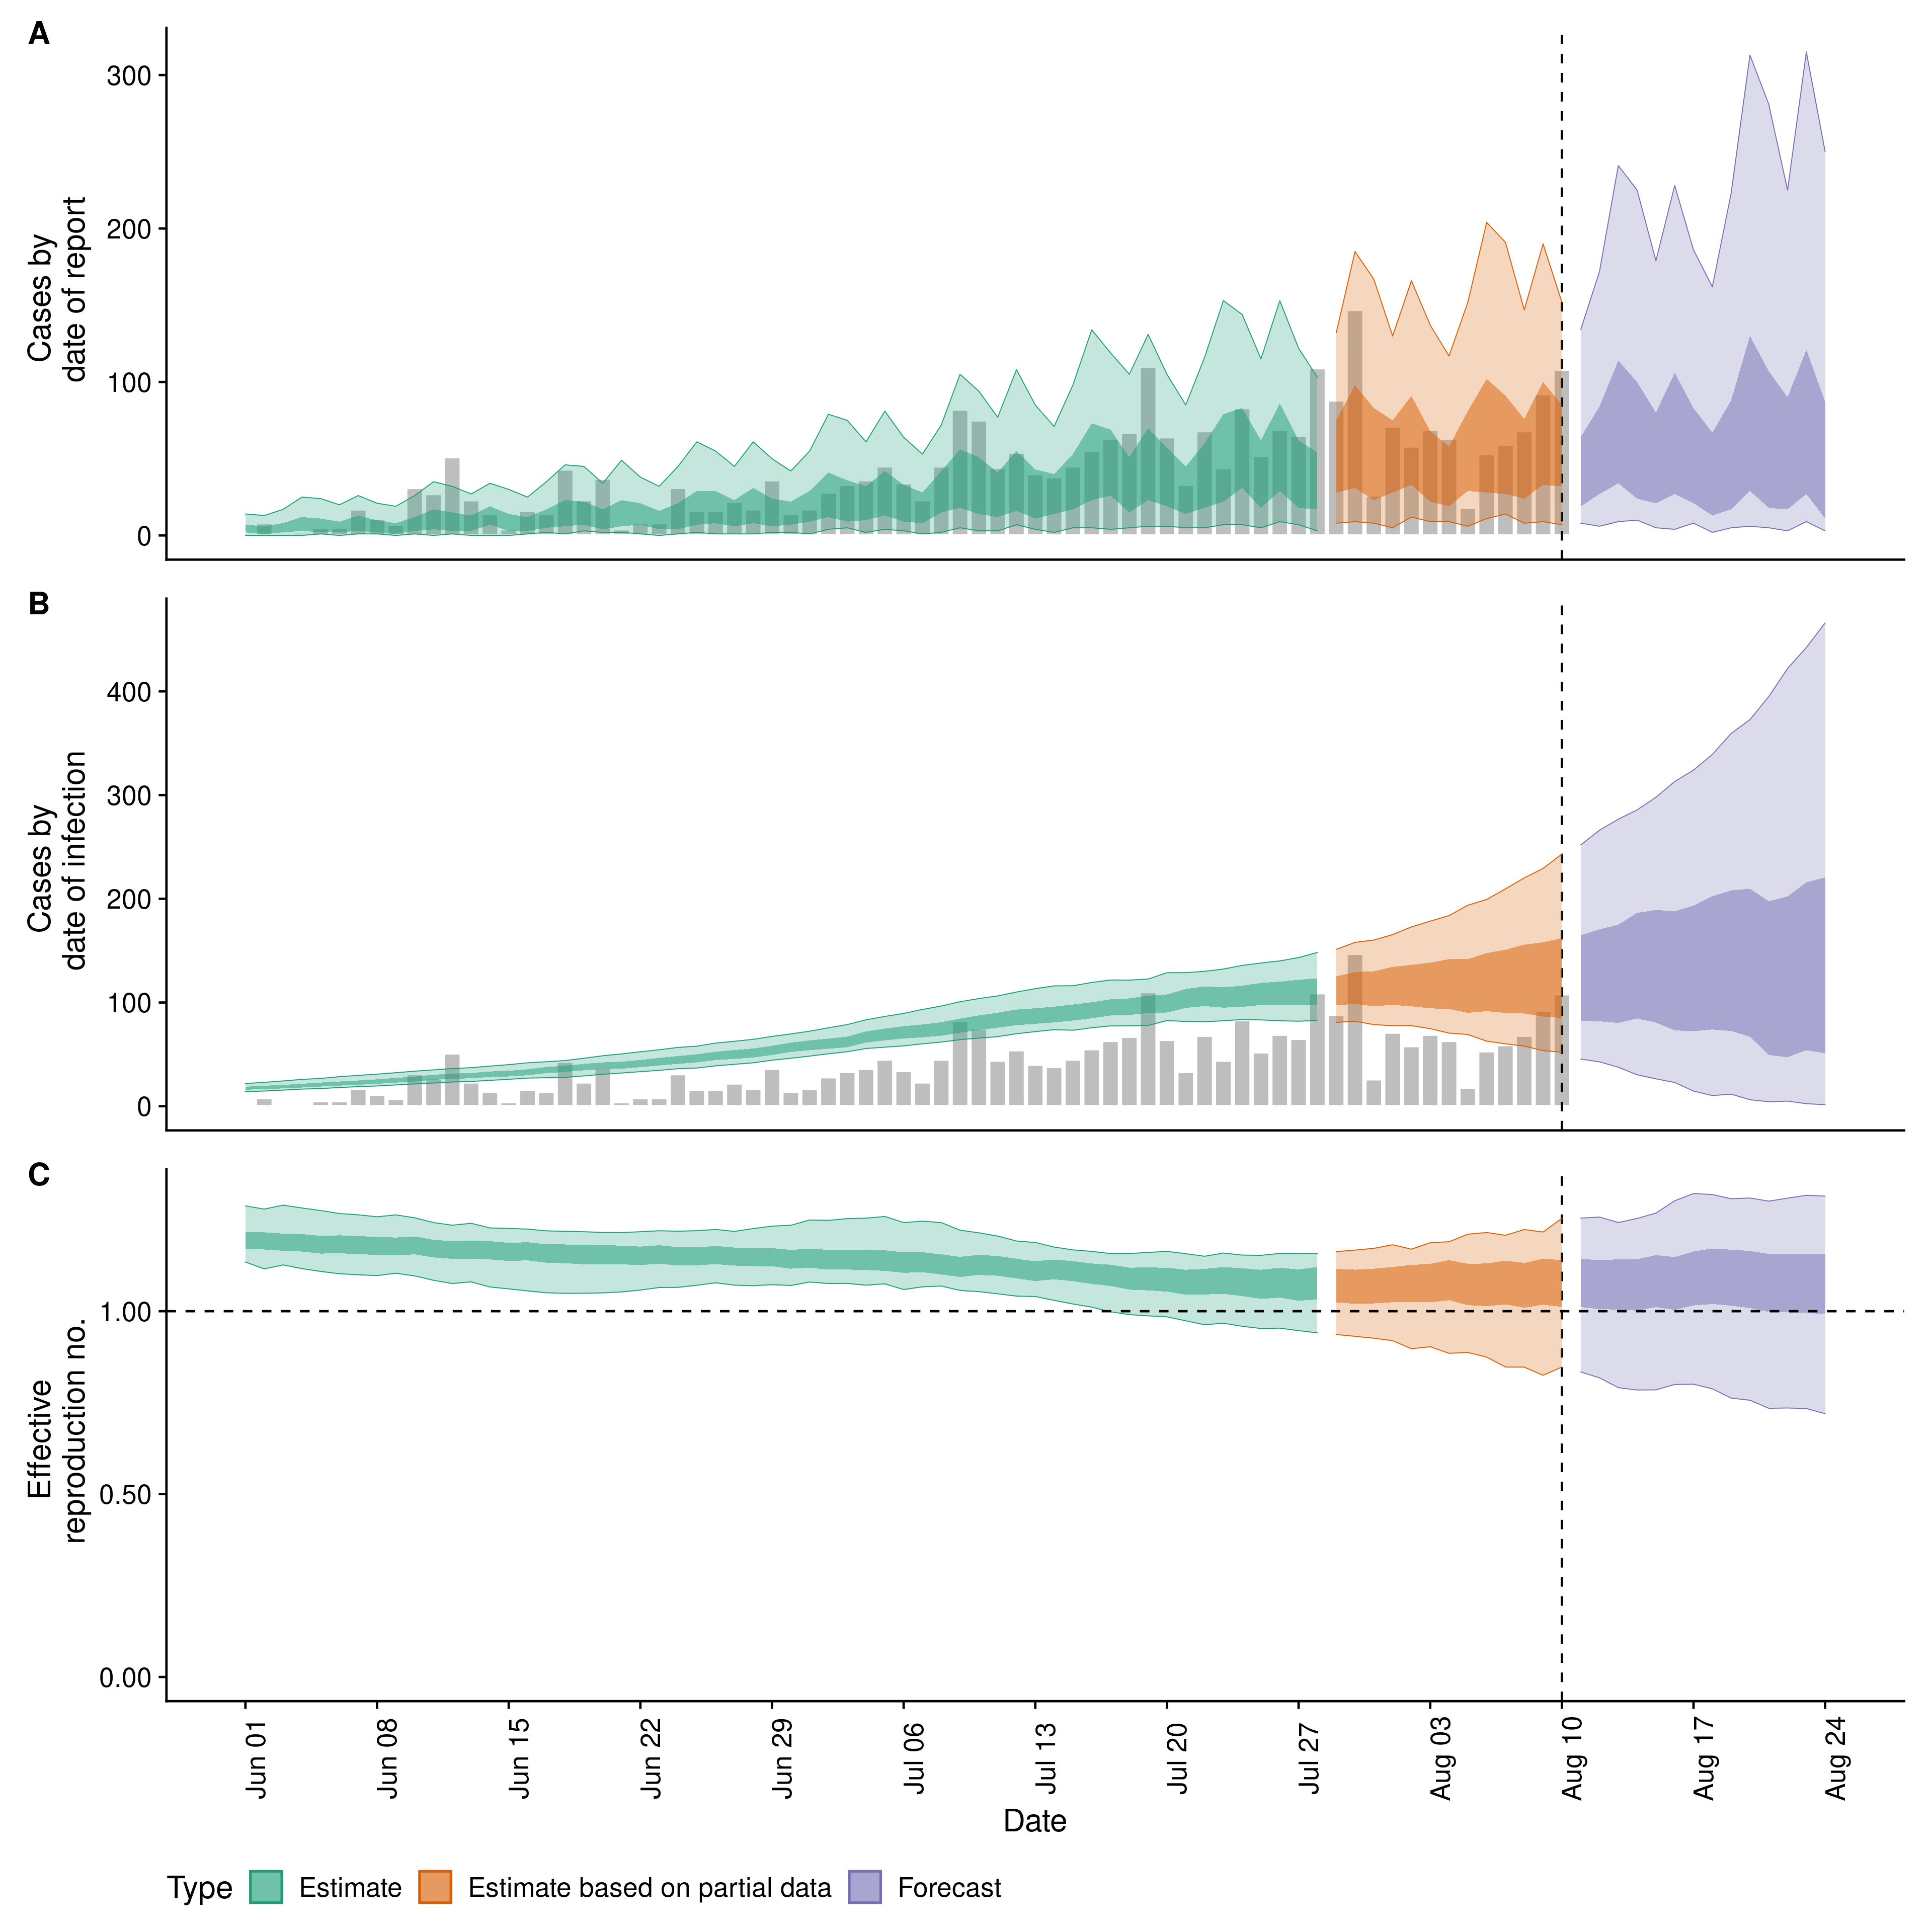 A
Cases by
date of report
300
200
100
0
B
Cases by
date of infection
400
300
200
100
0
C
Effective
reproduction no.
1.00
0.50
0.00
Jun 01
Jun 08
Jun 15
Jun 22
Jun 29
Jul 06
Jul 13
Jul 20
Jul 27
Aug 03
Aug 10
Aug 17
Aug 24
Date
Type Estimate Estimate based on partial data Forecast